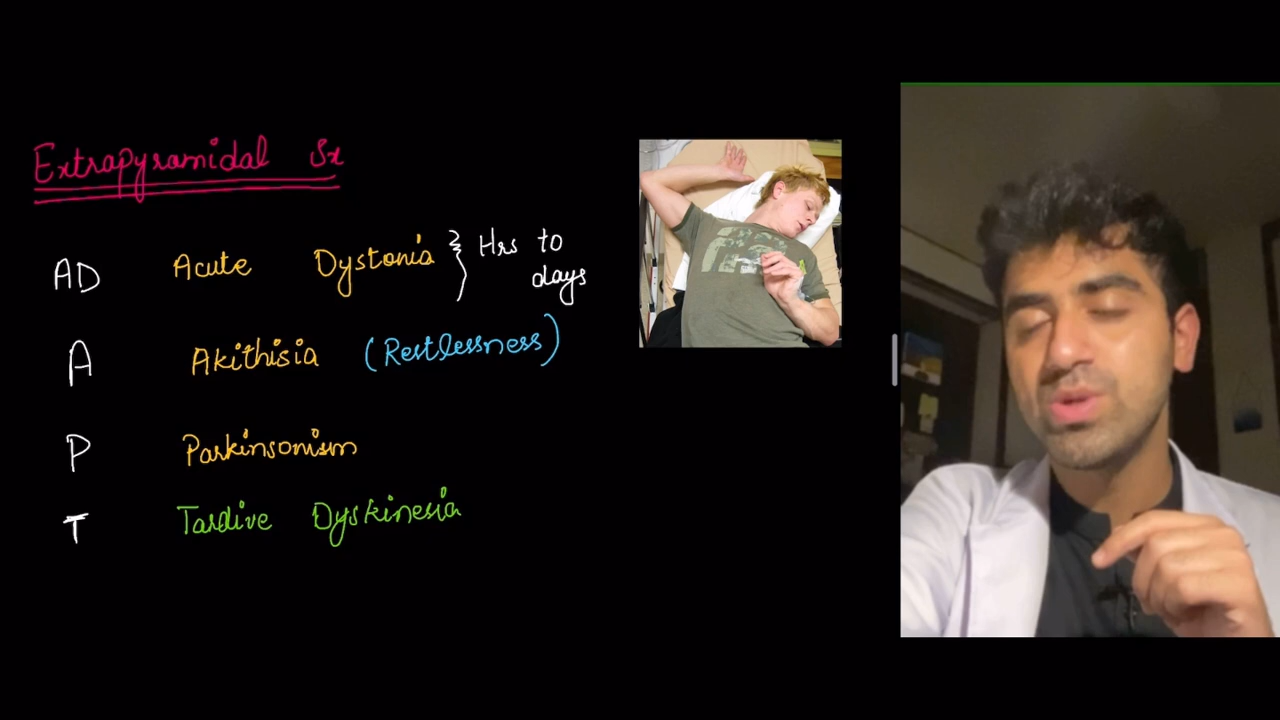 Extrapyramidal Sx
AD Acute Dystonia } Hrs to days
A Akithisia (Restlessness)
P Parkinsonism
T Tardive Dyskinesia